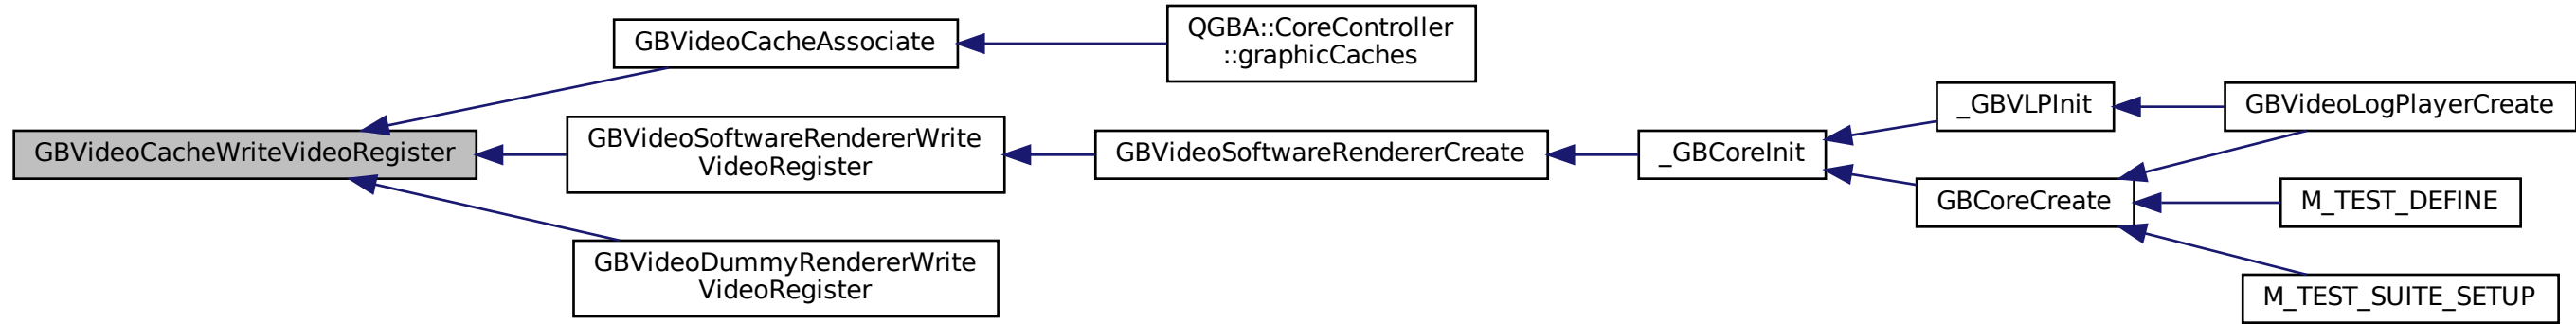 GBVideoCacheWriteVideoRegister
GBVideoCacheAssociate
QGBA::CoreController
::graphicCaches
GBVideoSoftwareRendererWrite
VideoRegister
GBVideoSoftwareRendererCreate
_GBCoreInit
_GBVLPInit
GBVideoLogPlayerCreate
GBCoreCreate
M_TEST_DEFINE
M_TEST_SUITE_SETUP
GBVideoDummyRendererWrite
VideoRegister